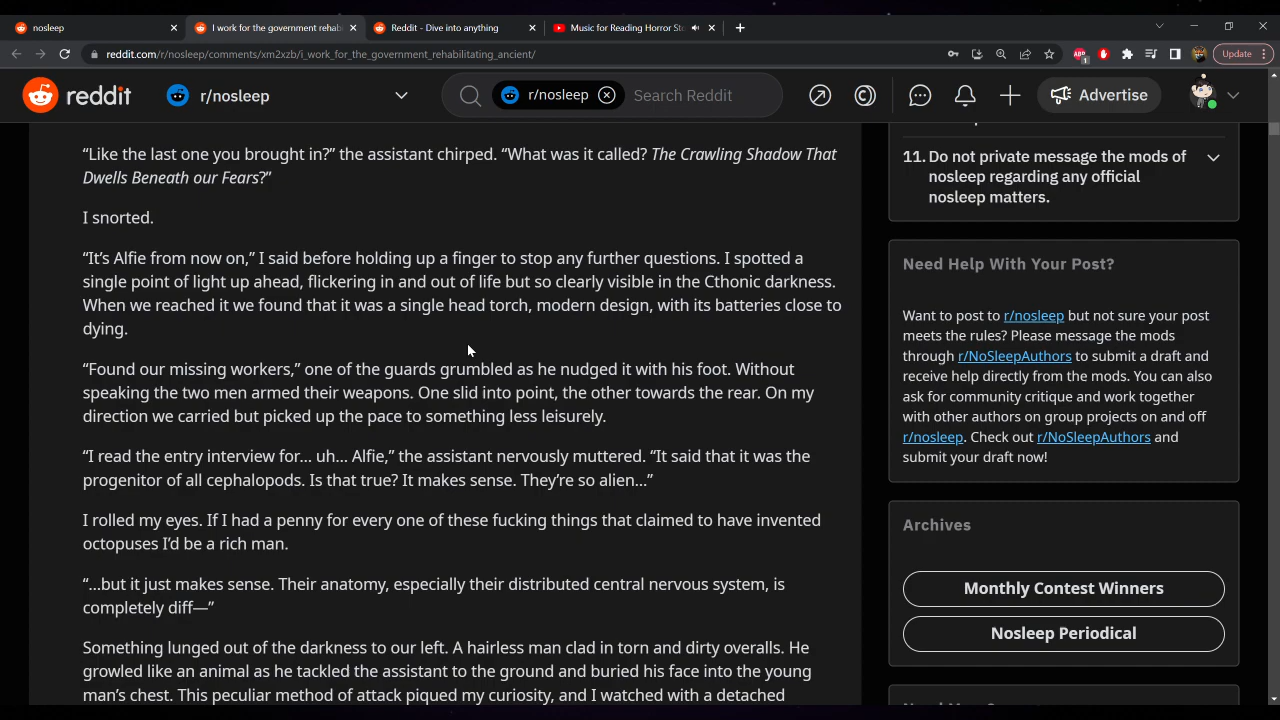 nosleep
I work for the government rehab
Reddit - Dive into anything
Music for Reading Horror St
reddit.com/r/nosleep/comments/xm2xzb/i_work_for_the_government_rehabilitating_ancient/
Update
reddit
r/nosleep
r/nosleep
Search Reddit
Advertise
“Like the last one you brought in?” the assistant chirped. “What was it called? The Crawling Shadow That
Dwells Beneath our Fears?”
I snorted.
“It’s Alfie from now on,” I said before holding up a finger to stop any further questions. I spotted a
single point of light up ahead, flickering in and out of life but so clearly visible in the Cthonic darkness.
When we reached it we found that it was a single head torch, modern design, with its batteries close to
dying.
“Found our missing workers,” one of the guards grumbled as he nudged it with his foot. Without
speaking the two men armed their weapons. One slid into point, the other towards the rear. On my
direction we carried but picked up the pace to something less leisurely.
“I read the entry interview for... uh... Alfie,” the assistant nervously muttered. “It said that it was the
progenitor of all cephalopods. Is that true? It makes sense. They’re so alien...”
I rolled my eyes. If I had a penny for every one of these fucking things that claimed to have invented
octopuses I’d be a rich man.
“...but it just makes sense. Their anatomy, especially their distributed central nervous system, is
completely diff—”
Something lunged out of the darkness to our left. A hairless man clad in torn and dirty overalls. He
growled like an animal as he tackled the assistant to the ground and buried his face into the young
man’s chest. This peculiar method of attack piqued my curiosity, and I watched with a detached
11. Do not private message the mods of
nosleep regarding any official
nosleep matters.
Need Help With Your Post?
Want to post to r/nosleep but not sure your post
meets the rules? Please message the mods
through r/NoSleepAuthors to submit a draft and
receive help directly from the mods. You can also
ask for community critique and work together
with other authors on group projects on and off
r/nosleep. Check out r/NoSleepAuthors and
submit your draft now!
Archives
Monthly Contest Winners
Nosleep Periodical